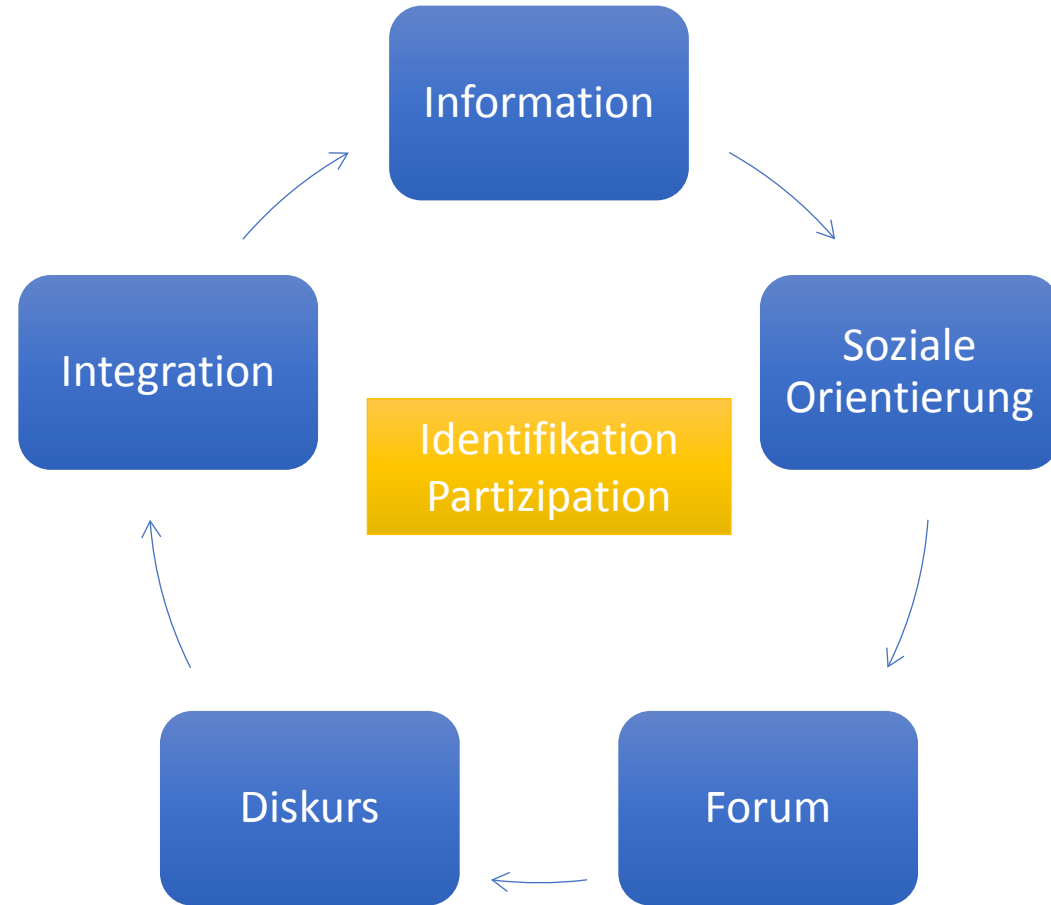 Information
Soziale
Orientierung
Forum
Diskurs
Integration
Identifikation
Partizipation